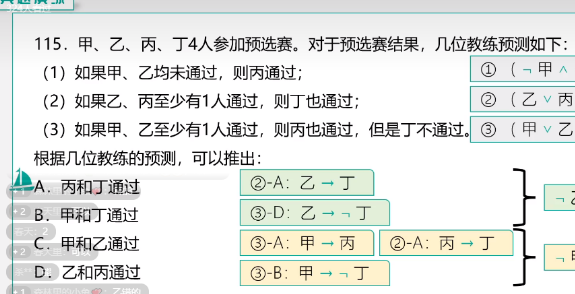 115. 甲、乙、丙、丁4人参加预选赛。对于预选赛结果，几位教练预测如下：
（1）如果甲、乙均未通过，则丙通过； ①（¬甲∧
（2）如果乙、丙至少有1人通过，则丁也通过； ②（乙∨丙
（3）如果甲、乙至少有1人通过，则丙也通过，但是丁不通过。 ③（甲∨乙
根据几位教练的预测，可以推出：
A. 丙和丁通过 ②-A：乙→丁
B. 甲和丁通过 ③-D：乙→¬丁
C. 甲和乙通过 ③-A：甲→丙 ②-A：丙→丁
D. 乙和丙通过 ③-B：甲→¬丁